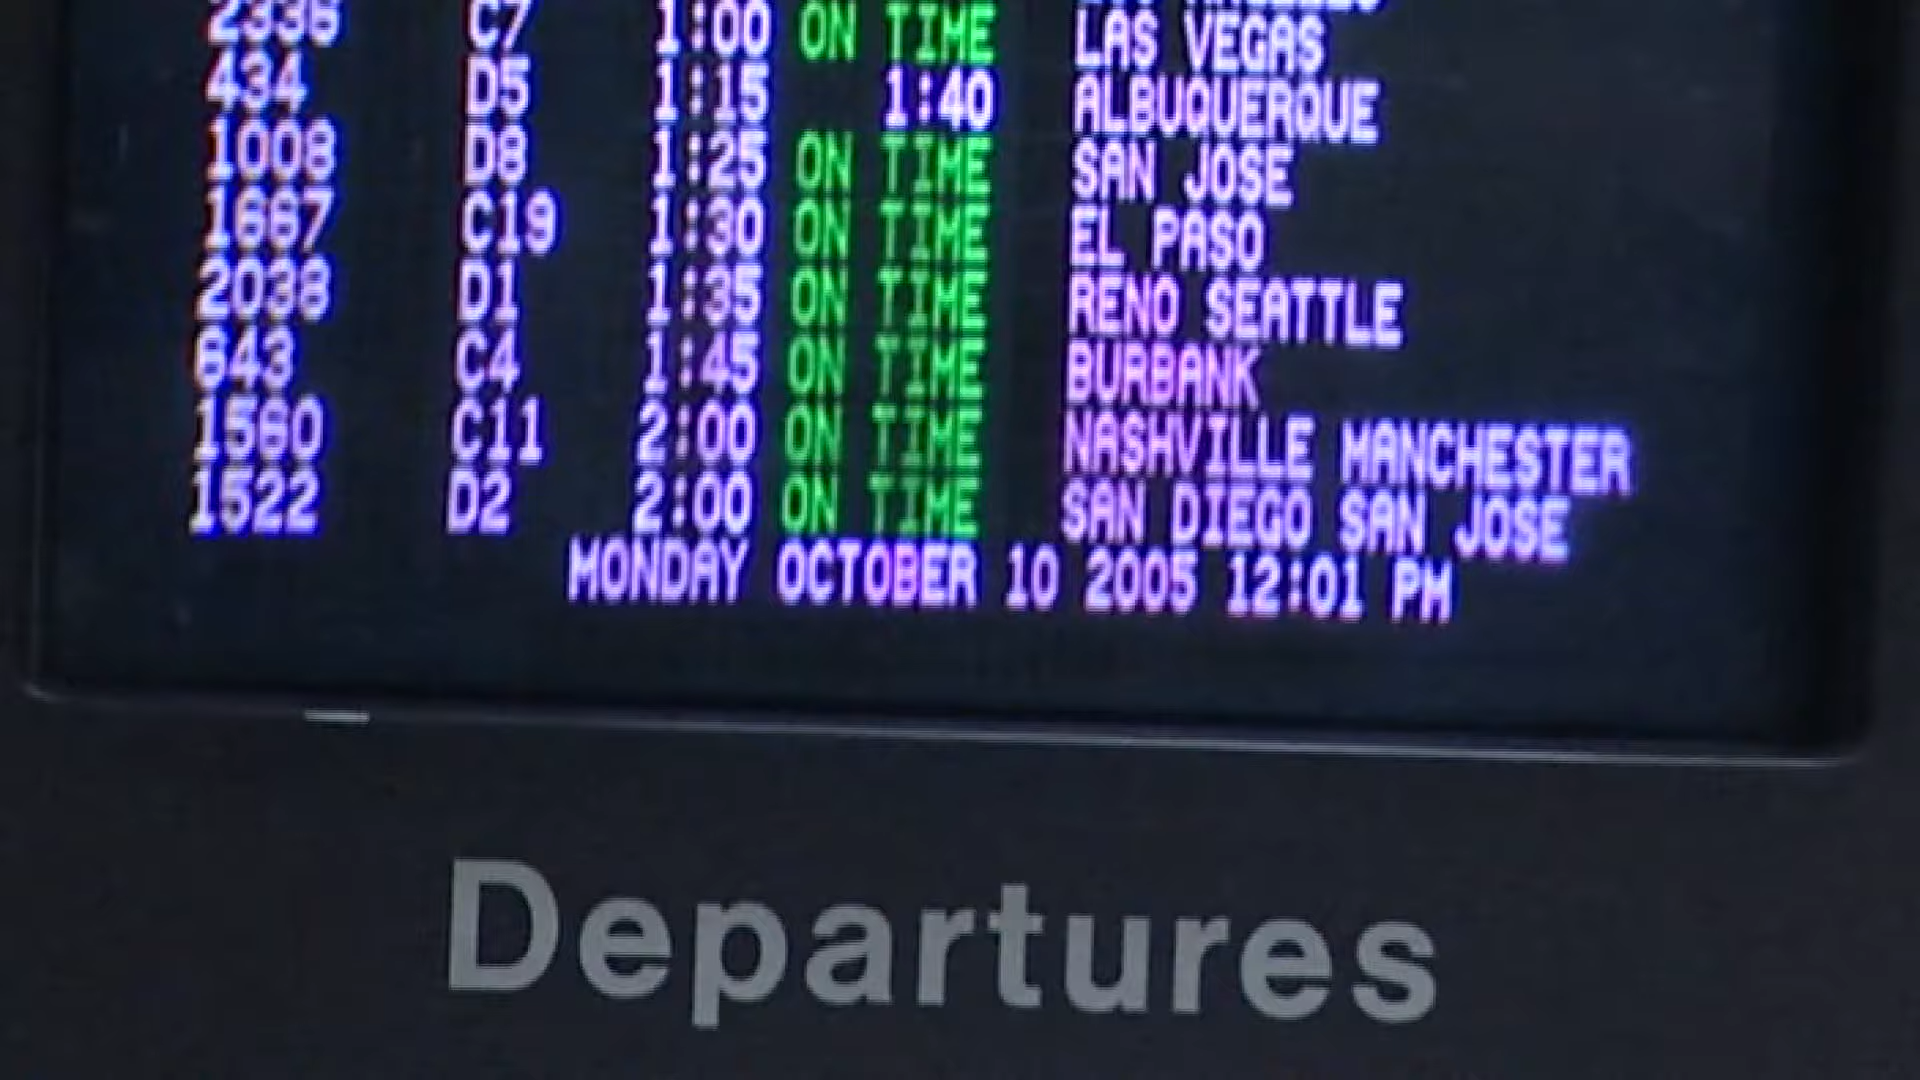 2336 C7 1:00 ON TIME LAS VEGAS
434 D5 1:15 1:40 ALBUQUERQUE
1008 D8 1:25 ON TIME SAN JOSE
1667 C19 1:30 ON TIME EL PASO
2038 D1 1:35 ON TIME RENO SEATTLE
643 C4 1:45 ON TIME BURBANK
1560 C11 2:00 ON TIME NASHVILLE MANCHESTER
1522 D2 2:00 ON TIME SAN DIEGO SAN JOSE
MONDAY OCTOBER 10 2005 12:01 PM
Departures